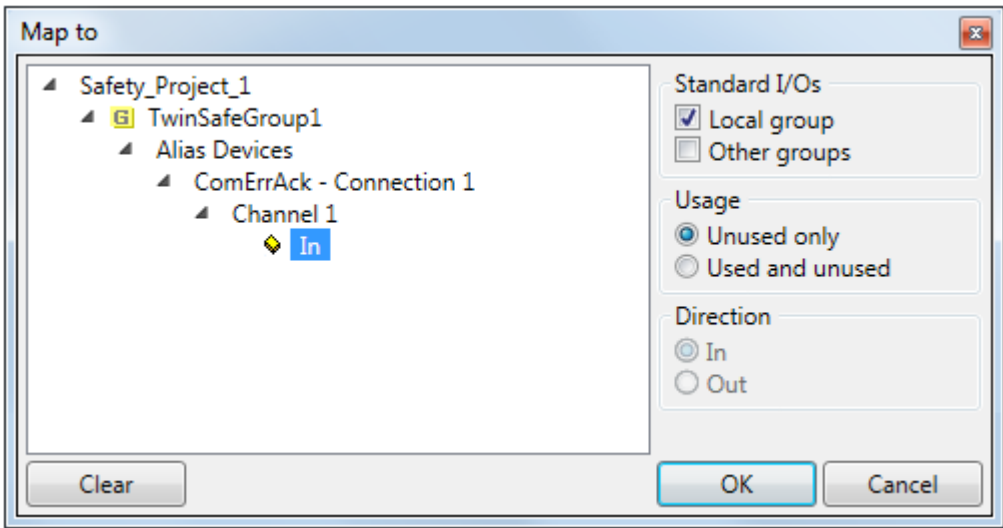 Map to
Safety_Project_1
G TwinSafeGroup1
Alias Devices
ComErrAck - Connection 1
Channel 1
In
Standard I/Os
Local group
Other groups
Usage
Unused only
Used and unused
Direction
In
Out
Clear
OK
Cancel